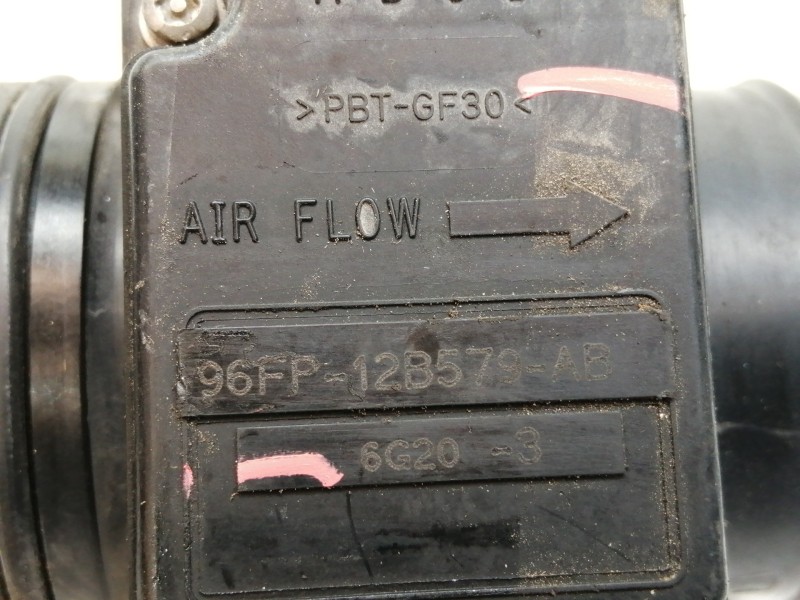 >PBT-GF30<
AIR FLOW
96FP-12B579-AB
6G20 -3